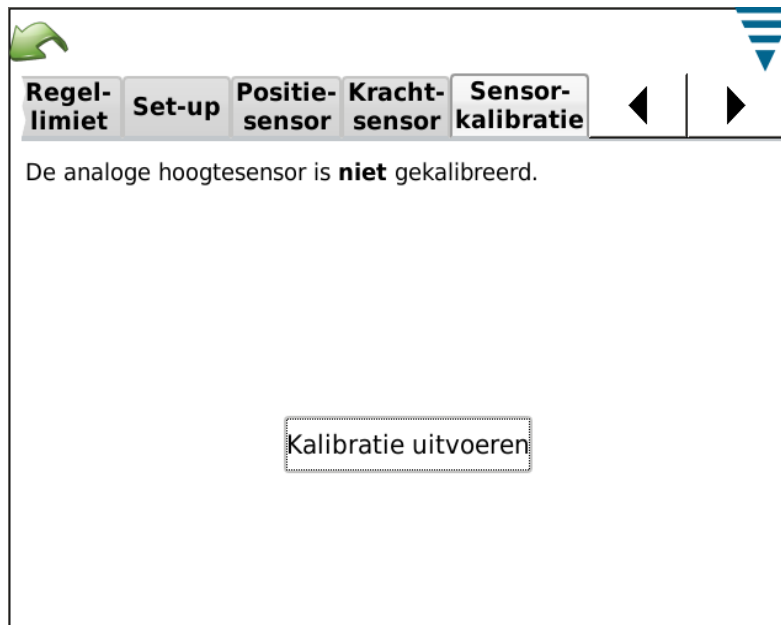 Regel-
limiet
Set-up
Positie-
sensor
Kracht-
sensor
Sensor-
kalibratie
De analoge hoogtesensor is niet gekalibreerd.
Kalibratie uitvoeren